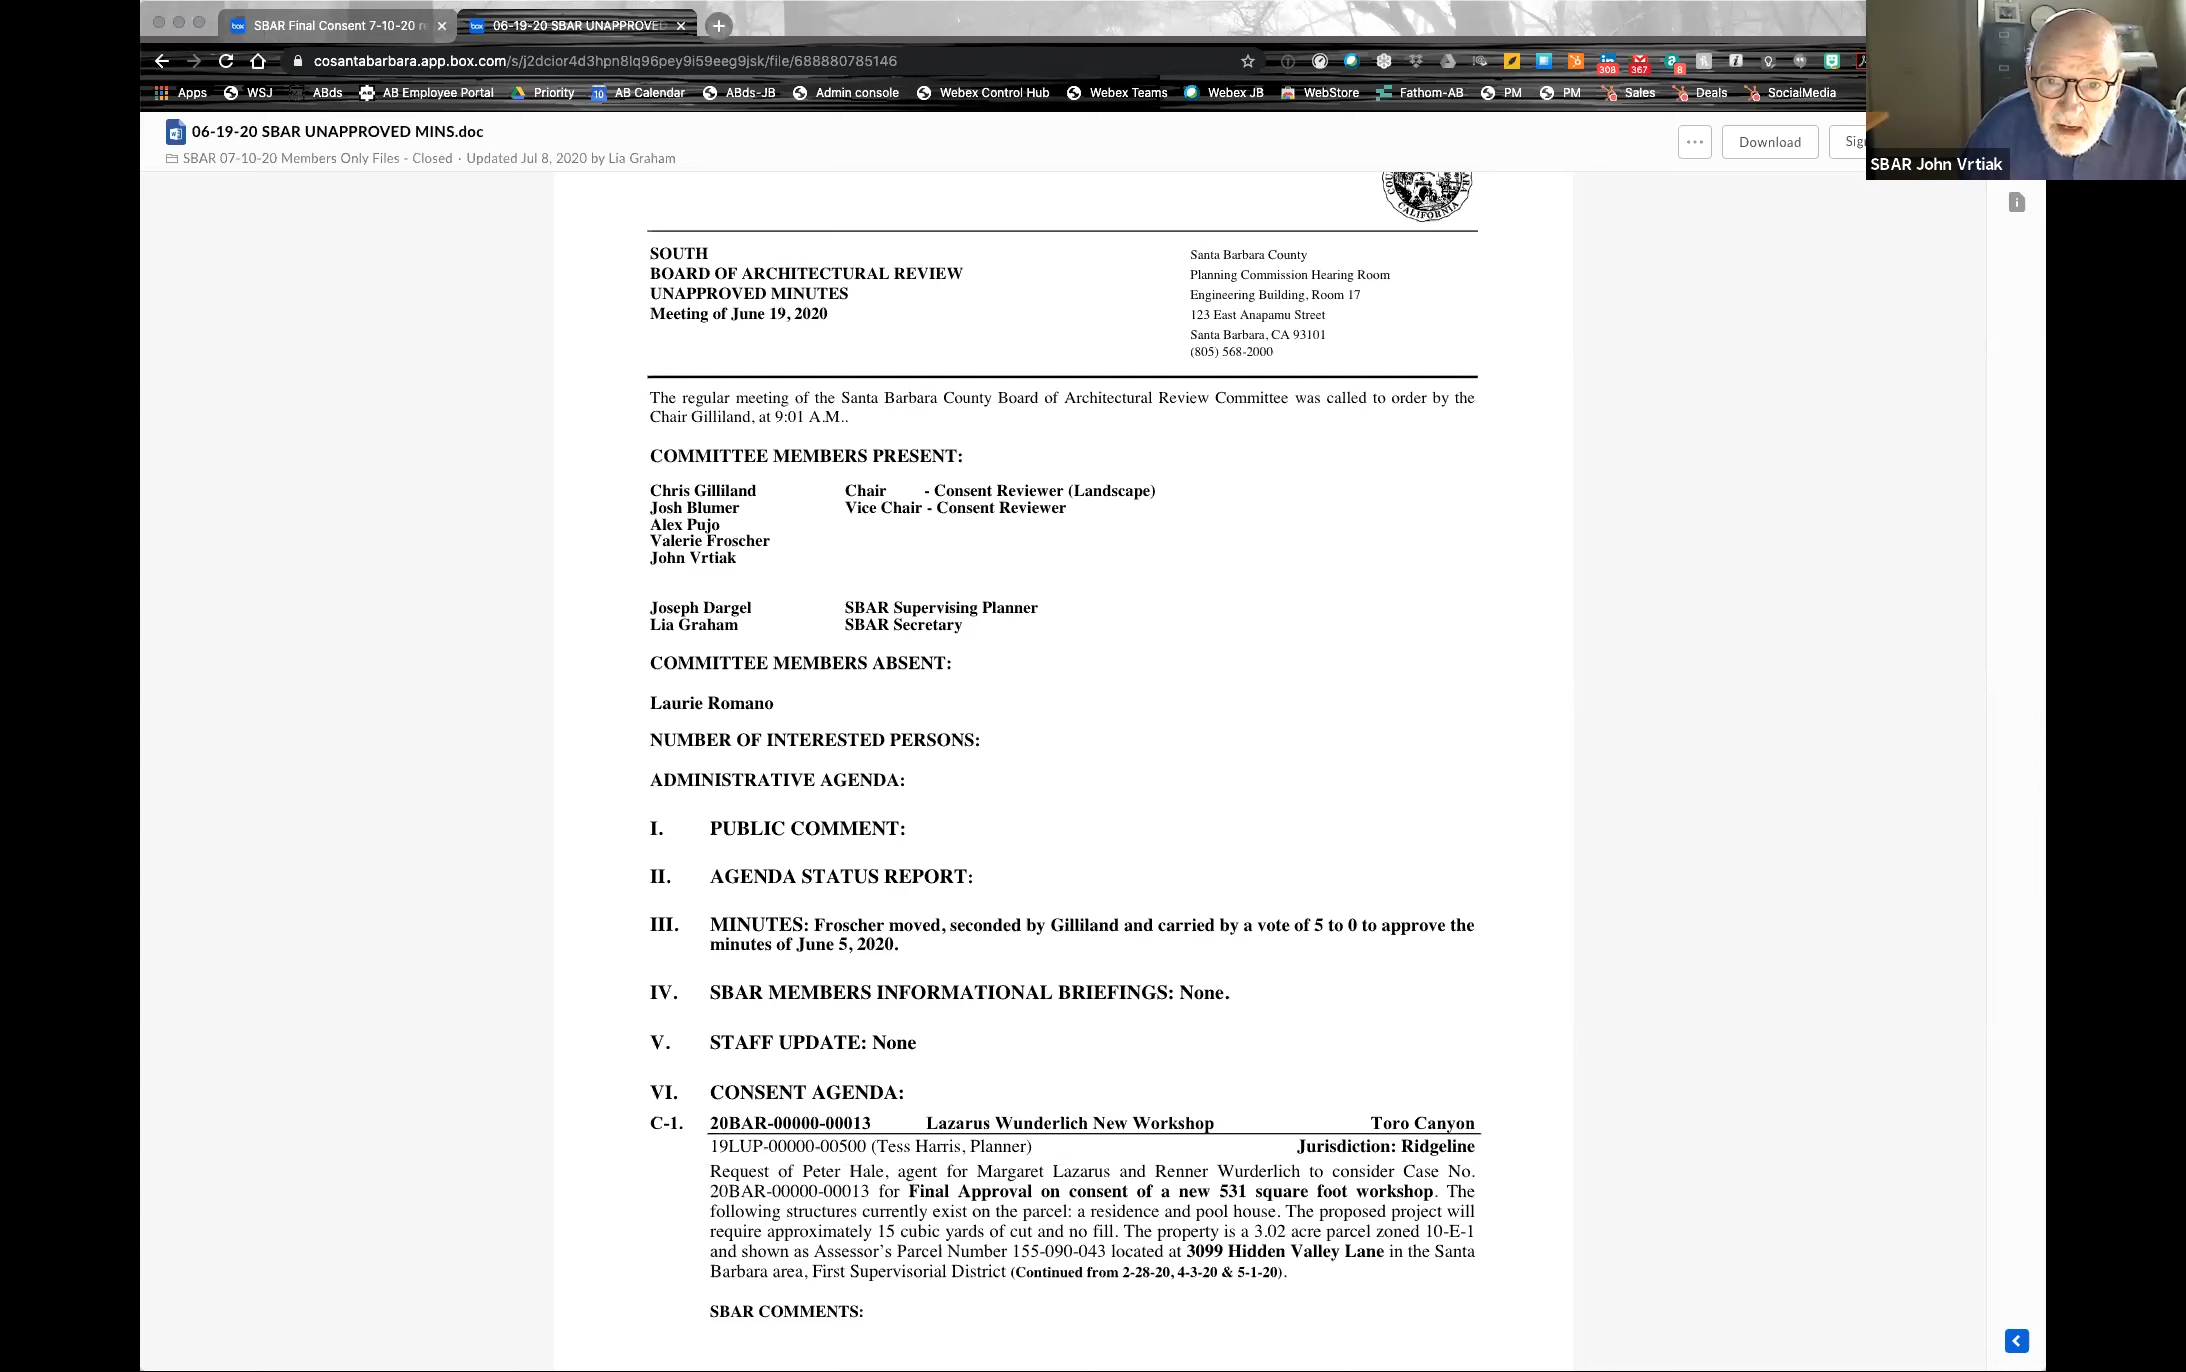 SBAR Final Consent 7-10-20 re
06-19-20 SBAR UNAPPROVED
cosantabarbara.app.box.com/s/j2dcior4d3hpn8lq96pey9i59eeg9jsk/file/688880785146
308 367 8
Apps WSJ ABds AB Employee Portal Priority 10 AB Calendar ABds-JB Admin console Webex Control Hub Webex Teams Webex JB WebStore Fathom-AB PM PM Sales Deals SocialMedia
06-19-20 SBAR UNAPPROVED MINS.doc
SBAR 07-10-20 Members Only Files - Closed · Updated Jul 8, 2020 by Lia Graham
Download
SBAR John Vrtiak
CALIFORNIA
SOUTH
BOARD OF ARCHITECTURAL REVIEW
UNAPPROVED MINUTES
Meeting of June 19, 2020
Santa Barbara County
Planning Commission Hearing Room
Engineering Building, Room 17
123 East Anapamu Street
Santa Barbara, CA 93101
(805) 568-2000
The regular meeting of the Santa Barbara County Board of Architectural Review Committee was called to order by the
Chair Gilliland, at 9:01 A.M..
COMMITTEE MEMBERS PRESENT:
Chris Gilliland Chair - Consent Reviewer (Landscape)
Josh Blumer Vice Chair - Consent Reviewer
Alex Pujo
Valerie Froscher
John Vrtiak
Joseph Dargel SBAR Supervising Planner
Lia Graham SBAR Secretary
COMMITTEE MEMBERS ABSENT:
Laurie Romano
NUMBER OF INTERESTED PERSONS:
ADMINISTRATIVE AGENDA:
I. PUBLIC COMMENT:
II. AGENDA STATUS REPORT:
III. MINUTES: Froscher moved, seconded by Gilliland and carried by a vote of 5 to 0 to approve the
minutes of June 5, 2020.
IV. SBAR MEMBERS INFORMATIONAL BRIEFINGS: None.
V. STAFF UPDATE: None
VI. CONSENT AGENDA:
C-1. 20BAR-00000-00013 Lazarus Wunderlich New Workshop Toro Canyon
19LUP-00000-00500 (Tess Harris, Planner) Jurisdiction: Ridgeline
Request of Peter Hale, agent for Margaret Lazarus and Renner Wurderlich to consider Case No.
20BAR-00000-00013 for Final Approval on consent of a new 531 square foot workshop. The
following structures currently exist on the parcel: a residence and pool house. The proposed project will
require approximately 15 cubic yards of cut and no fill. The property is a 3.02 acre parcel zoned 10-E-1
and shown as Assessor's Parcel Number 155-090-043 located at 3099 Hidden Valley Lane in the Santa
Barbara area, First Supervisorial District (Continued from 2-28-20, 4-3-20 & 5-1-20).
SBAR COMMENTS: